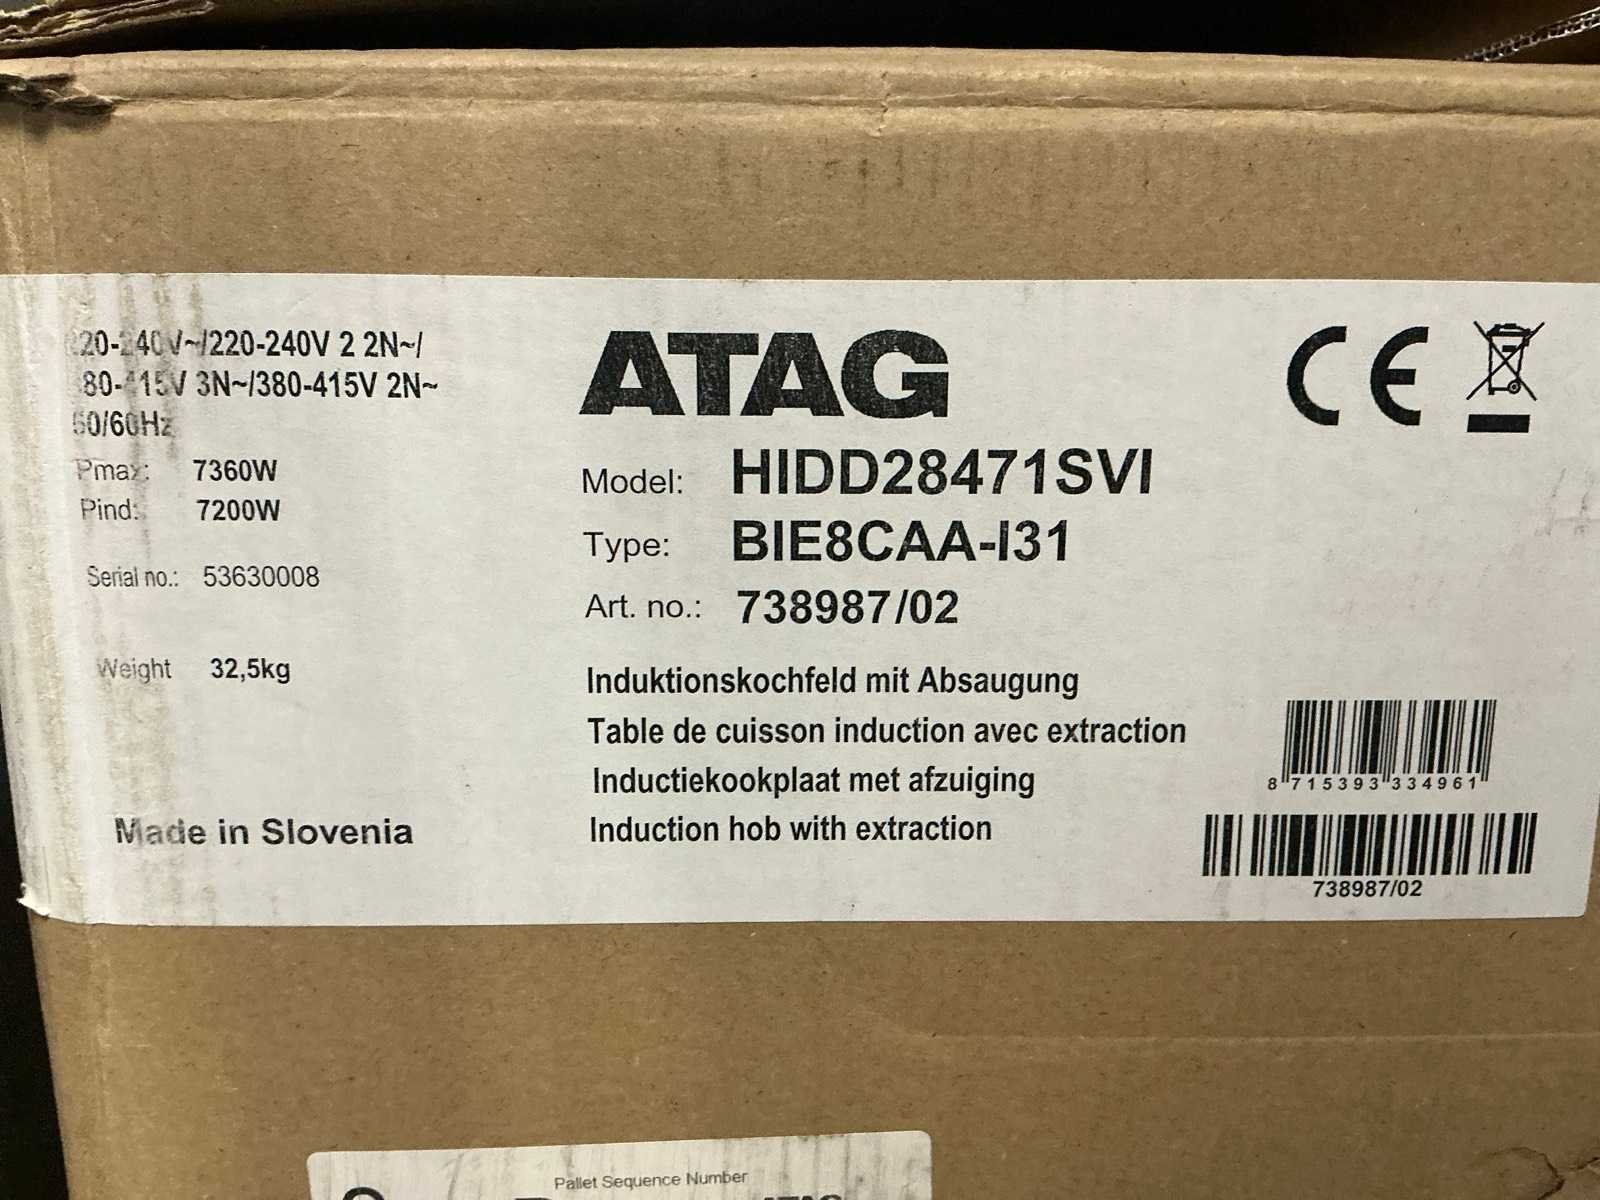 220-240V~/220-240V 2 2N~/
380-415V 3N~/380-415V 2N~
50/60Hz
Pmax: 7360W
Pind: 7200W
Serial no.: 53630008
Weight 32,5kg
Made in Slovenia
ATAG
Model: HIDD28471SVI
Type: BIE8CAA-I31
Art. no.: 738987/02
Induktionskochfeld mit Absaugung
Table de cuisson induction avec extraction
Inductiekookplaat met afzuiging
Induction hob with extraction
CE
8 715393 334961
738987/02
Pallet Sequence Number
ATAG